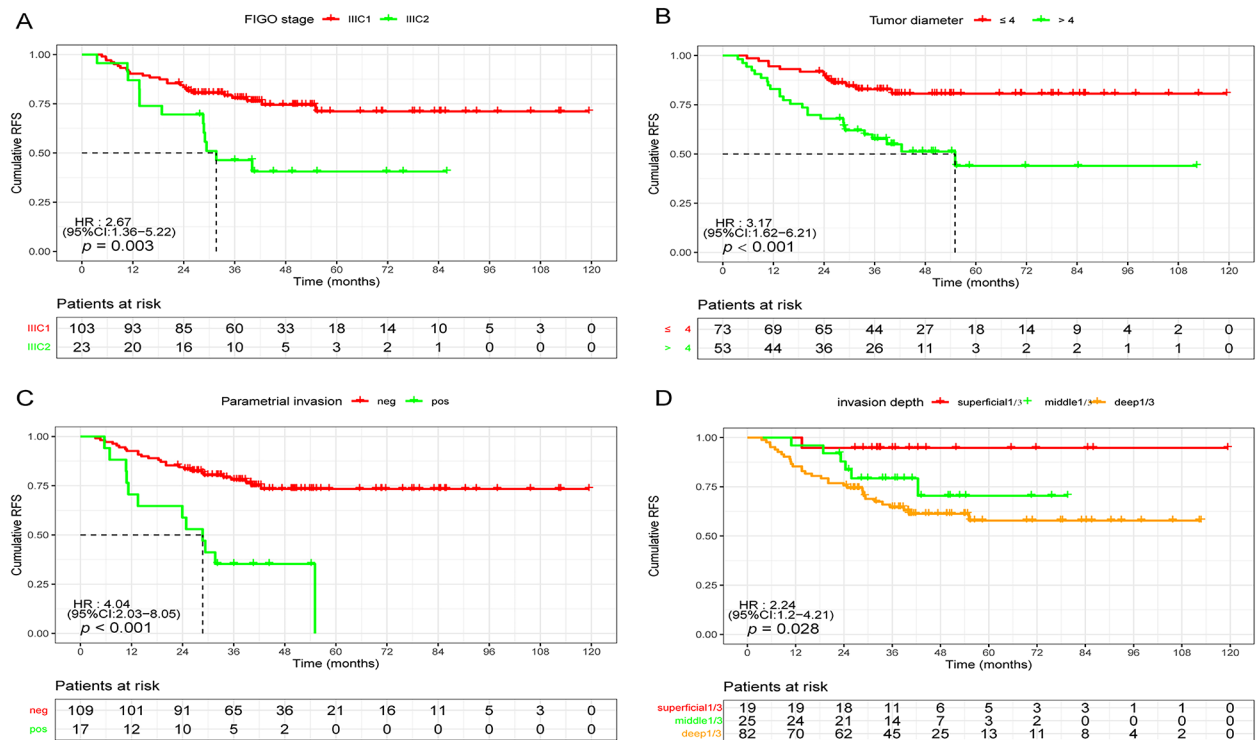 A
FIGO stage IIIC1 IIIC2
Cumulative RFS
1.00
0.75
0.50
0.25
0.00
HR : 2.67
(95%CI:1.36−5.22)
p = 0.003
0 12 24 36 48 60 72 84 96 108 120
Time (months)
Patients at risk
IIIC1 103 93 85 60 33 18 14 10 5 3 0
IIIC2 23 20 16 10 5 3 2 1 0 0 0
B
Tumor diameter ≤ 4 > 4
Cumulative RFS
1.00
0.75
0.50
0.25
0.00
HR : 3.17
(95%CI:1.62−6.21)
p < 0.001
0 12 24 36 48 60 72 84 96 108 120
Time (months)
Patients at risk
≤ 4 73 69 65 44 27 18 14 9 4 2 0
> 4 53 44 36 26 11 3 2 2 1 1 0
C
Parametrial invasion neg pos
Cumulative RFS
1.00
0.75
0.50
0.25
0.00
HR : 4.04
(95%CI:2.03−8.05)
p < 0.001
0 12 24 36 48 60 72 84 96 108 120
Time (months)
Patients at risk
neg 109 101 91 65 36 21 16 11 5 3 0
pos 17 12 10 5 2 0 0 0 0 0 0
D
invasion depth superficial1/3 middle1/3 deep1/3
Cumulative RFS
1.00
0.75
0.50
0.25
0.00
HR : 2.24
(95%CI:1.2−4.21)
p = 0.028
0 12 24 36 48 60 72 84 96 108 120
Time (months)
Patients at risk
superficial1/3 19 19 18 11 6 5 3 3 1 1 0
middle1/3 25 24 21 14 7 3 2 0 0 0 0
deep1/3 82 70 62 45 25 13 11 8 4 2 0